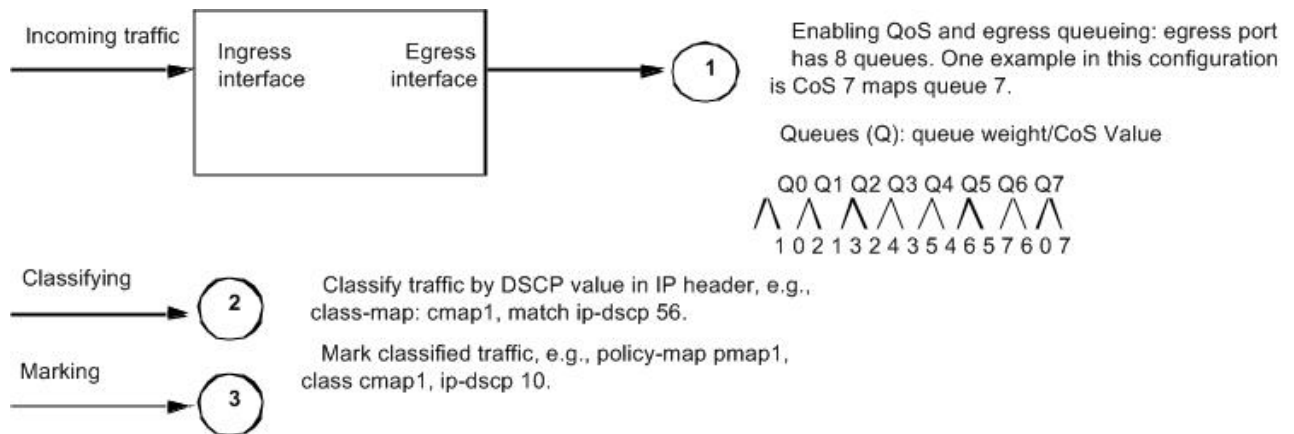 Incoming traffic
Ingress
interface
Egress
interface
1
Enabling QoS and egress queueing: egress port
has 8 queues. One example in this configuration
is CoS 7 maps queue 7.
Queues (Q): queue weight/CoS Value
Q0 Q1 Q2 Q3 Q4 Q5 Q6 Q7
1 0 2 1 3 2 4 3 5 4 6 5 7 6 0 7
Classifying
2
Classify traffic by DSCP value in IP header, e.g.,
class-map: cmap1, match ip-dscp 56.
Marking
3
Mark classified traffic, e.g., policy-map pmap1,
class cmap1, ip-dscp 10.